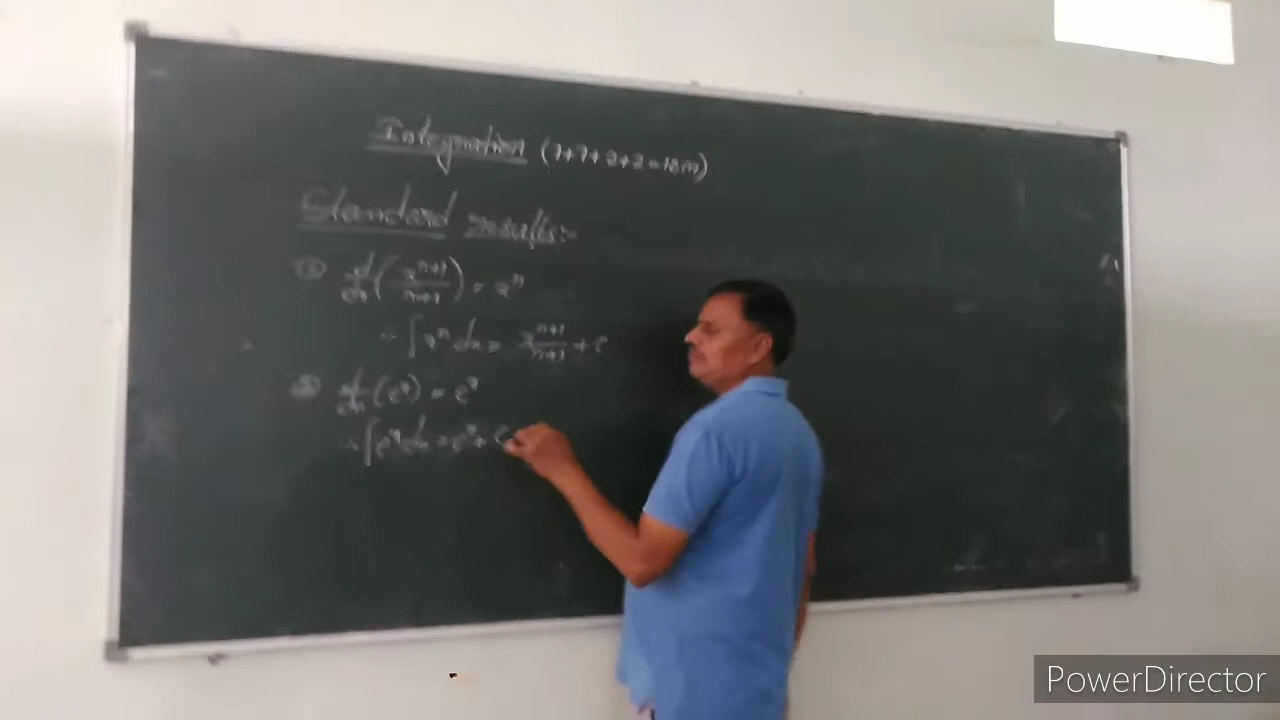 Integration (7+7+2+2=18m)
Standard results:-
① d/dx (x^(n+1)/(n+1)) = x^n
∴ ∫ x^n dx = x^(n+1)/(n+1) + c
② d/dx (e^x) = e^x
∴ ∫ e^x dx = e^x + c
PowerDirector